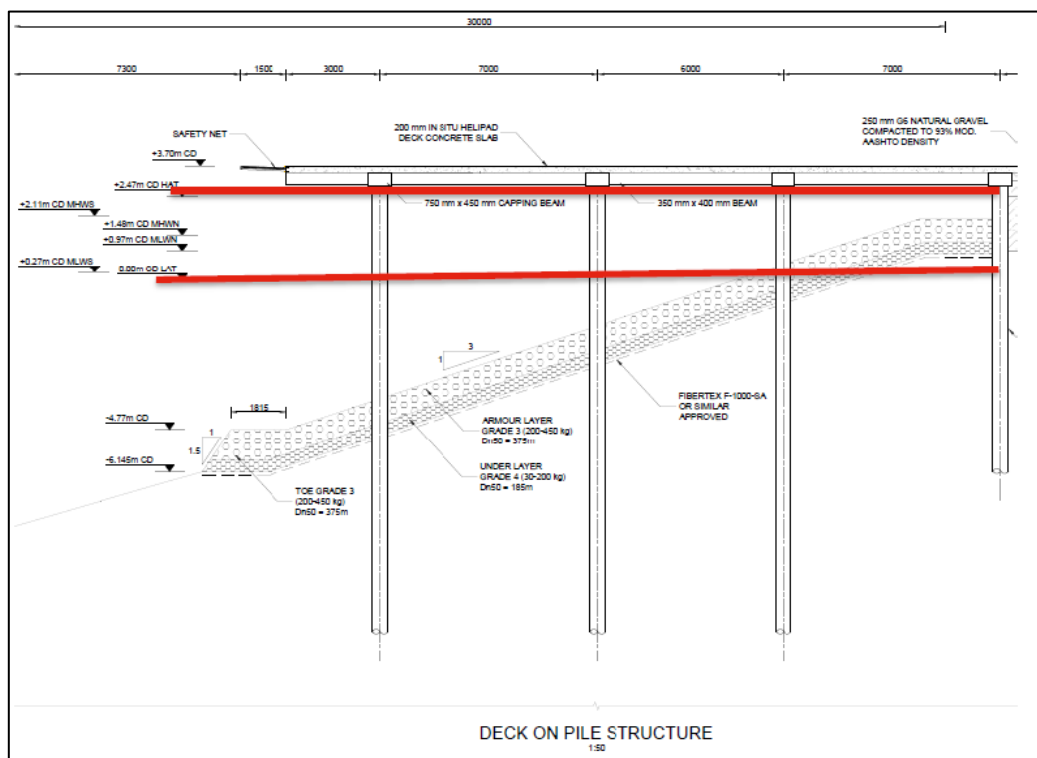 30000
7300
1500
3000
7000
6000
7000
SAFETY NET
200 mm IN SITU HELIPAD
DECK CONCRETE SLAB
250 mm G6 NATURAL GRAVEL
COMPACTED TO 93% MOD.
AASHTO DENSITY
+3.70m CD
+2.47m CD HAT
+2.11m CD MHWS
750 mm x 450 mm CAPPING BEAM
350 mm x 400 mm BEAM
+1.48m CD MHWN
+0.97m CD MLWN
+0.27m CD MLWS
0.00m CD LAT
3
1
FIBERTEX F-1000-SA
OR SIMILAR
APPROVED
1815
-4.77m CD
1
1.5
ARMOUR LAYER
GRADE 3 (200-450 kg)
Dn50 = 375m
-6.145m CD
UNDER LAYER
GRADE 4 (30-200 kg)
Dn50 = 185m
TOE GRADE 3
(200-450 kg)
Dn50 = 375m
DECK ON PILE STRUCTURE
1:50